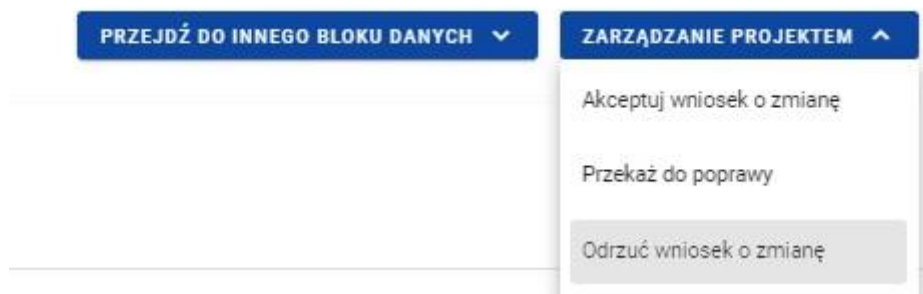 PRZEJDŹ DO INNEGO BLOKU DANYCH
ZARZĄDZANIE PROJEKTEM
Akceptuj wniosek o zmianę
Przekaż do poprawy
Odrzuć wniosek o zmianę